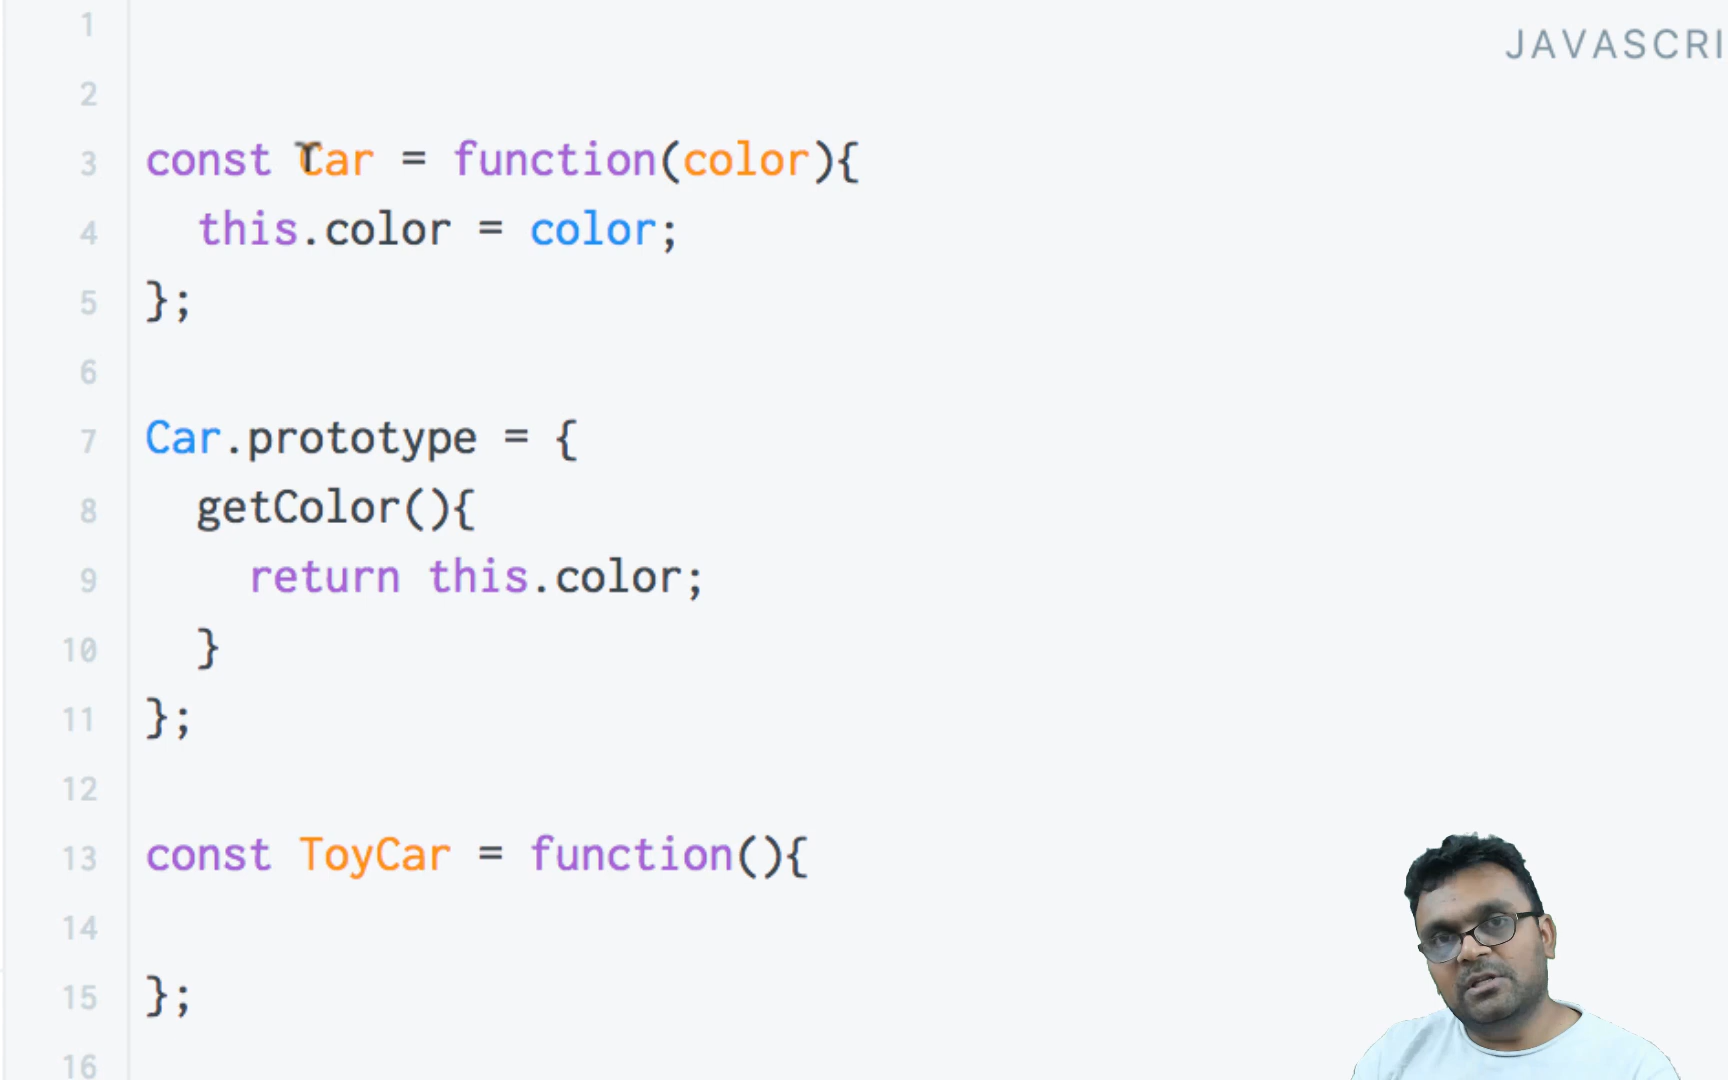 1
JAVASCRI
2
3 const Car = function(color){
4 this.color = color;
5 };
6
7 Car.prototype = {
8 getColor(){
9 return this.color;
10 }
11 };
12
13 const ToyCar = function(){
14
15 };
16